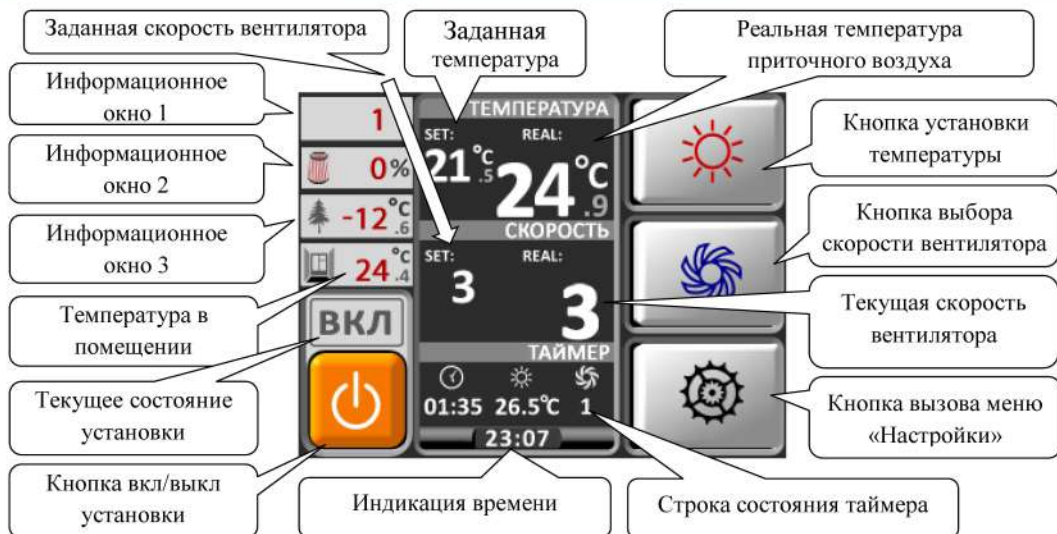 Заданная скорость вентилятора
Заданная
температура
Реальная температура
приточного воздуха
Информационное
окно 1
Информационное
окно 2
Информационное
окно 3
Температура в
помещении
Текущее состояние
установки
Кнопка вкл/выкл
установки
1
0%
-12°C .6
24°C .4
ВКЛ
ТЕМПЕРАТУРА
SET: REAL:
21°C .5 24°C .9
СКОРОСТЬ
SET: REAL:
3 3
ТАЙМЕР
01:35 26.5°C 1
23:07
Кнопка установки
температуры
Кнопка выбора
скорости вентилятора
Текущая скорость
вентилятора
Кнопка вызова меню
«Настройки»
Индикация времени
Строка состояния таймера